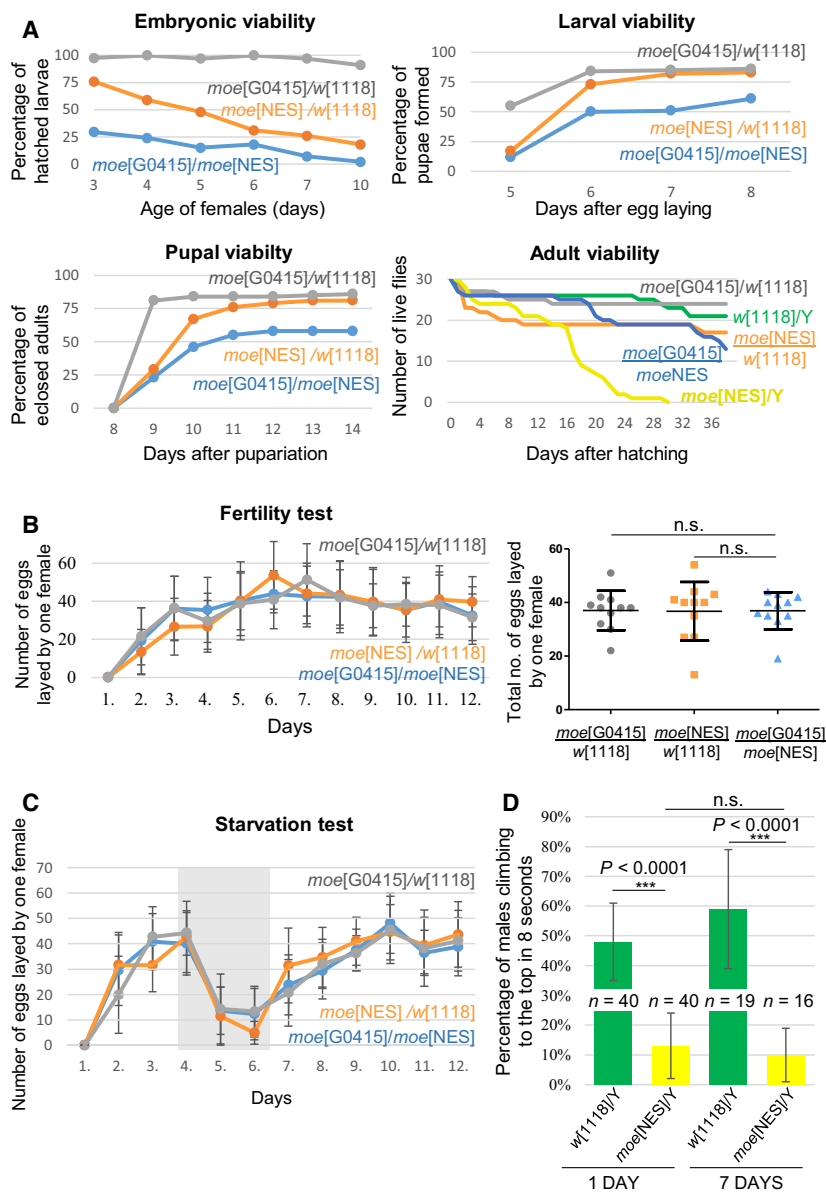 A
Embryonic viability
Percentage of
hatched larvae
100
75
50
25
0
moe[G0415]/w[1118]
moe[NES] /w[1118]
moe[G0415]/moe[NES]
3 4 5 6 7 10
Age of females (days)
Larval viability
Percentage of
pupae formed
100
75
50
25
0
moe[G0415]/w[1118]
moe[NES] /w[1118]
moe[G0415]/moe[NES]
5 6 7 8
Days after egg laying
Pupal viabilty
Percentage of
eclosed adults
100
75
50
25
0
moe[G0415]/w[1118]
moe[NES] /w[1118]
moe[G0415]/moe[NES]
8 9 10 11 12 13 14
Days after pupariation
Adult viability
Number of live flies
30
20
10
0
moe[G0415]/w[1118]
w[1118]/Y
moe[NES]
w[1118]
moe[G0415]
moeNES
moe[NES]/Y
0 4 8 12 16 20 24 28 32 36
Days after hatching
B
Fertility test
Number of eggs
layed by one female
60
40
20
0
moe[G0415]/w[1118]
moe[NES] /w[1118]
moe[G0415]/moe[NES]
1. 2. 3. 4. 5. 6. 7. 8. 9. 10. 11. 12.
Days
Total no. of eggs layed
by one female
60
40
20
0
n.s.
n.s.
moe[G0415] moe[NES] moe[G0415]
w[1118] w[1118] moe[NES]
C
Starvation test
Number of eggs layed by one female
70
60
50
40
30
20
10
0
moe[G0415]/w[1118]
moe[NES] /w[1118]
moe[G0415]/moe[NES]
1. 2. 3. 4. 5. 6. 7. 8. 9. 10. 11. 12.
Days
D
Percentage of males climbing
to the top in 8 seconds
90%
80%
70%
60%
50%
40%
30%
20%
10%
0%
n.s.
P < 0.0001
***
P < 0.0001
***
n = 40 n = 40 n = 19 n = 16
w[1118]/Y moe[NES]/Y w[1118]/Y moe[NES]/Y
1 DAY 7 DAYS